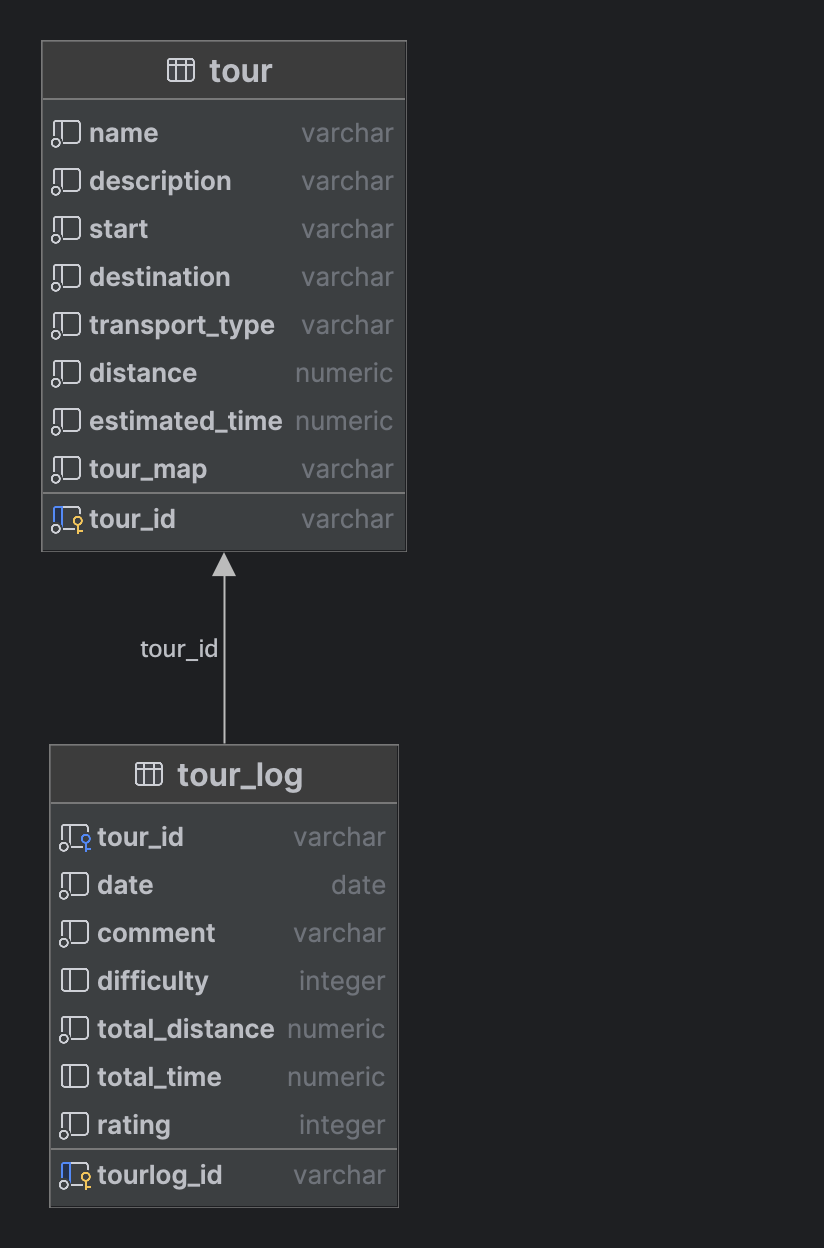 tour
name varchar
description varchar
start varchar
destination varchar
transport_type varchar
distance numeric
estimated_time numeric
tour_map varchar
tour_id varchar
tour_id
tour_log
tour_id varchar
date date
comment varchar
difficulty integer
total_distance numeric
total_time numeric
rating integer
tourlog_id varchar